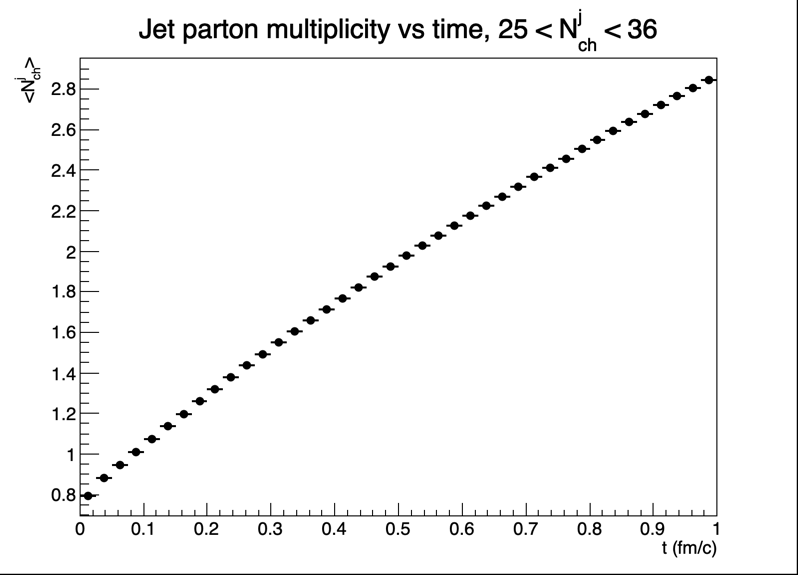 Jet parton multiplicity vs time, 25 < N^j_ch < 36
<N^j_ch>
2.8
2.6
2.4
2.2
2
1.8
1.6
1.4
1.2
1
0.8
0 0.1 0.2 0.3 0.4 0.5 0.6 0.7 0.8 0.9 1
t (fm/c)